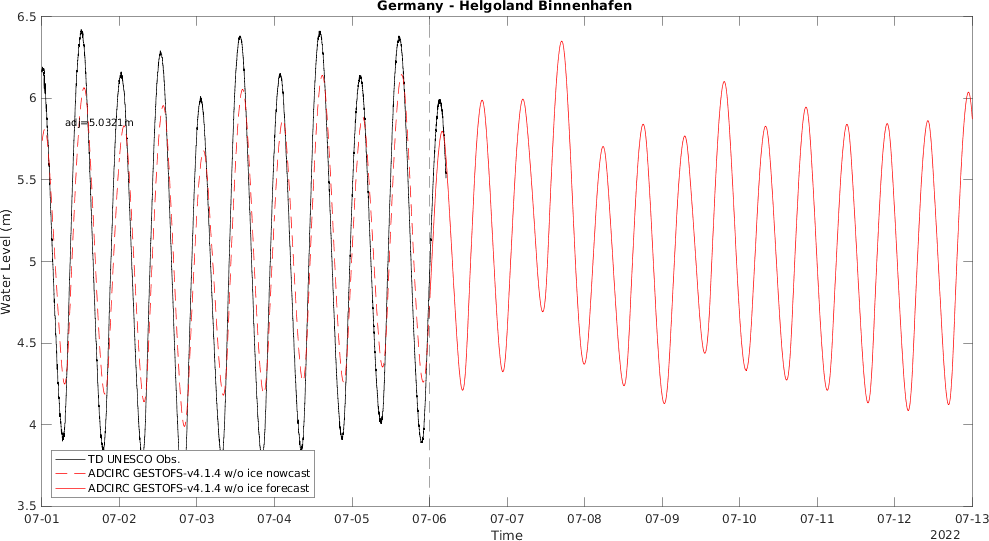 Germany - Helgoland Binnenhafen
6.5
6
5.5
5
4.5
4
3.5
Water Level (m)
adj=5.0321m
TD UNESCO Obs.
ADCIRC GESTOFS-v4.1.4 w/o ice nowcast
ADCIRC GESTOFS-v4.1.4 w/o ice forecast
07-01 07-02 07-03 07-04 07-05 07-06 07-07 07-08 07-09 07-10 07-11 07-12 07-13
Time
2022